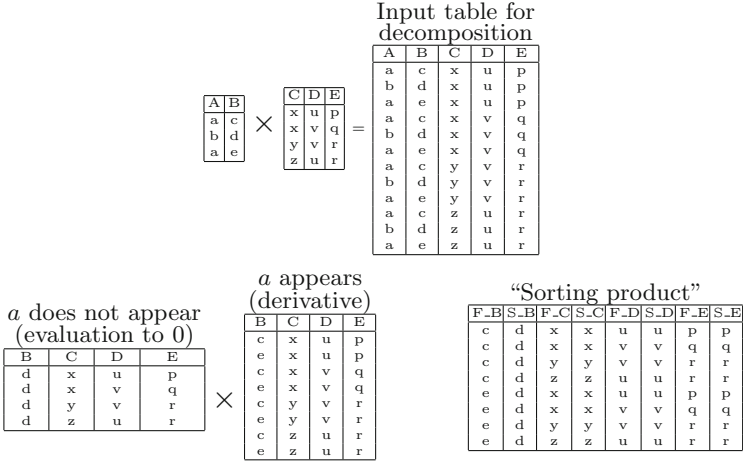 Input table for
decomposition
A B C D E
a c x u p
b d x u p
a e x u p
a c x v q
b d x v q
a e x v q
a c y v r
b d y v r
a e y v r
a c z u r
b d z u r
a e z u r
A B
a c
b d
a e
×
C D E
x u p
x v q
y v r
z u r
=
a does not appear
(evaluation to 0)
B C D E
d x u p
d x v q
d y v r
d z u r
×
a appears
(derivative)
B C D E
c x u p
e x u p
c x v q
e x v q
c y v r
e y v r
c z u r
e z u r
“Sorting product”
F_B S_B F_C S_C F_D S_D F_E S_E
c d x x u u p p
c d x x v v q q
c d y y v v r r
c d z z u u r r
e d x x u u p p
e d x x v v q q
e d y y v v r r
e d z z u u r r